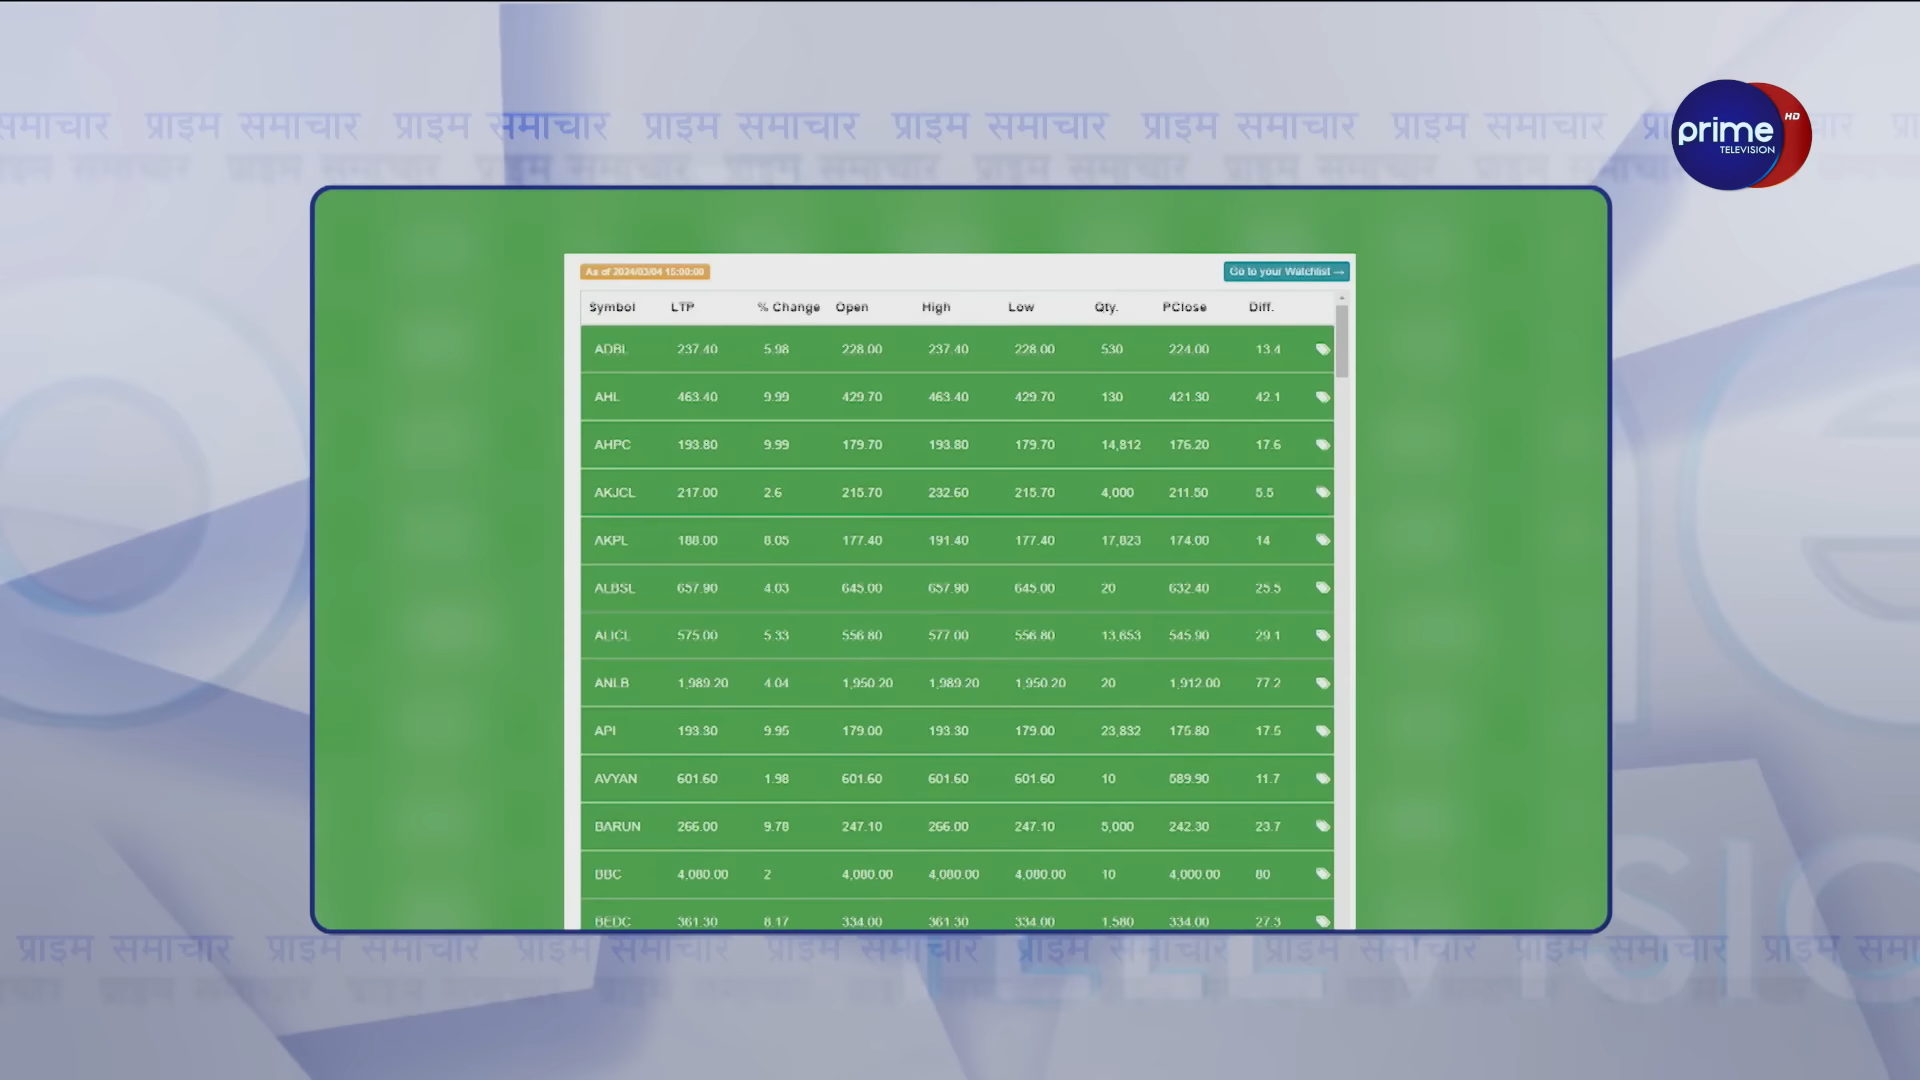 समाचार प्राइम समाचार प्राइम समाचार प्राइम समाचार प्राइम समाचार प्राइम समाचार प्राइम समाचार
prime HD
TELEVISION
As of 2024/03/04 15:00:00 Go to your Watchlist →
Symbol LTP % Change Open High Low Qty. PClose Diff.
ADBL 237.40 5.98 228.00 237.40 228.00 530 224.00 13.4
AHL 463.40 9.99 429.70 463.40 429.70 130 421.30 42.1
AHPC 193.80 9.99 179.70 193.80 179.70 14,812 176.20 17.6
AKJCL 217.00 2.6 215.70 232.60 215.70 4,000 211.50 5.5
AKPL 188.00 8.05 177.40 191.40 177.40 17,823 174.00 14
ALBSL 657.90 4.03 645.00 657.90 645.00 20 632.40 25.5
ALICL 575.00 5.33 556.80 577.00 556.80 13,653 545.90 29.1
ANLB 1,989.20 4.04 1,950.20 1,989.20 1,950.20 20 1,912.00 77.2
API 193.30 9.95 179.00 193.30 179.00 23,832 175.80 17.5
AVYAN 601.60 1.98 601.60 601.60 601.60 10 589.90 11.7
BARUN 266.00 9.78 247.10 266.00 247.10 5,000 242.30 23.7
BBC 4,080.00 2 4,080.00 4,080.00 4,080.00 10 4,000.00 80
BEDC 361.30 8.17 334.00 361.30 334.00 1,580 334.00 27.3
प्राइम समाचार प्राइम समाचार प्राइम समाचार प्राइम समाचार प्राइम समाचार प्राइम समाचार प्राइम समाचार प्राइम